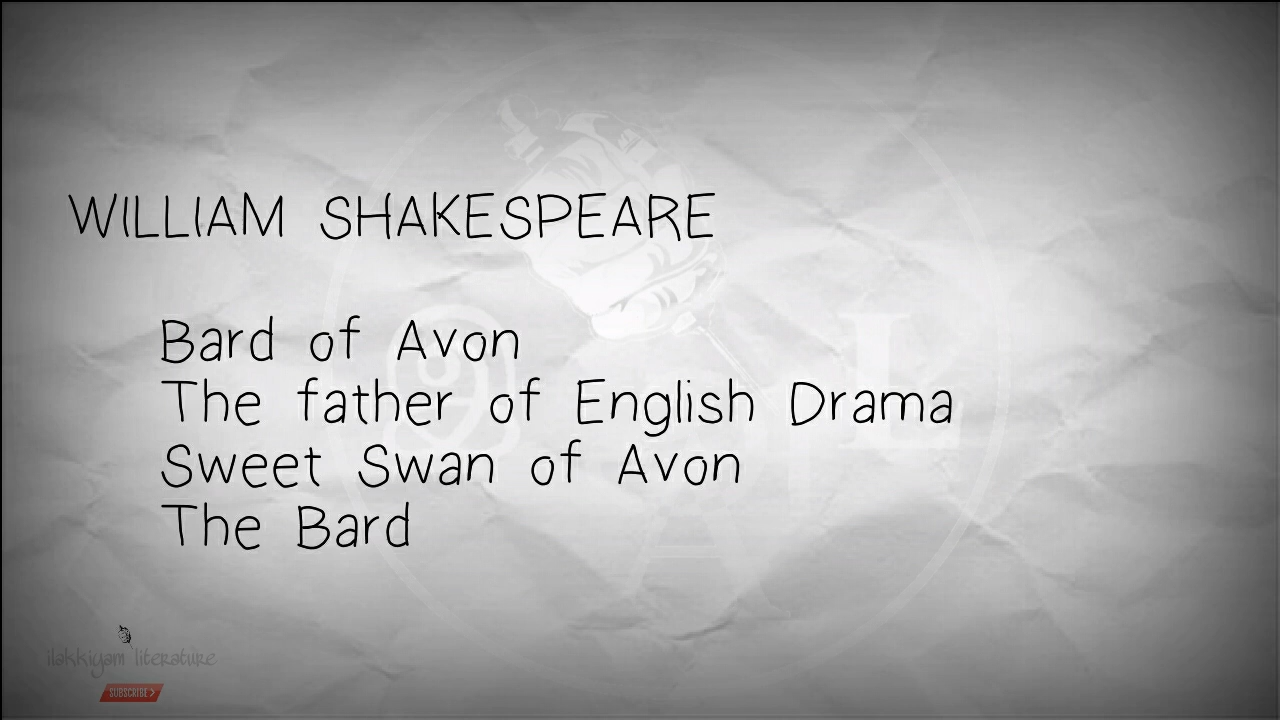 WILLIAM SHAKESPEARE
Bard of Avon
The father of English Drama
Sweet Swan of Avon
The Bard
ilakkiyam literature
SUBSCRIBE >